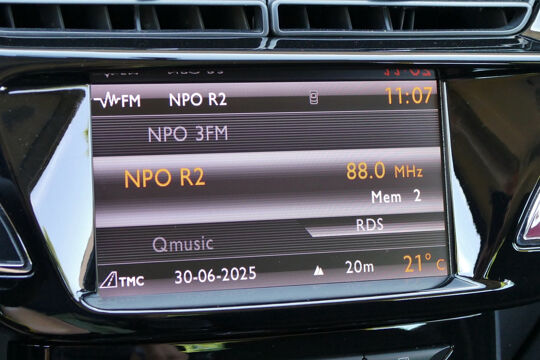 FM NPO R2 11:07
NPO 3FM
NPO R2 88.0 MHz
Mem 2
RDS
Qmusic
TMC 30-06-2025 20m 21°C